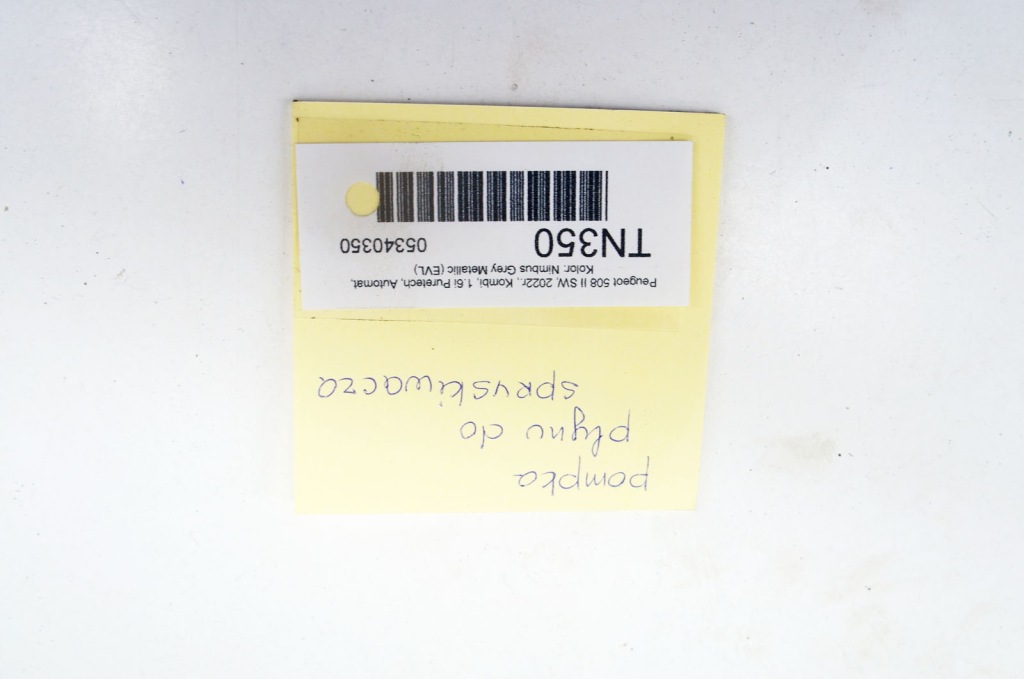 pompka
płynu do
spryskiwacza
Peugeot 508 II SW, 2022r., Kombi, 1.6i Puretech, Automat,
Kolor: Nimbus Grey Metallic (EVL)
TN350 05340350